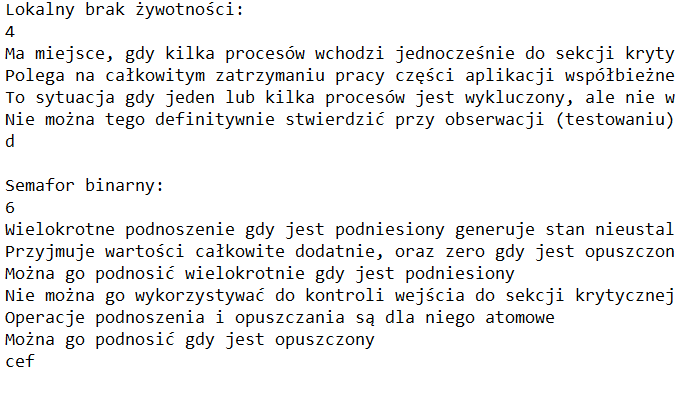 Lokalny brak żywotności:
4
Ma miejsce, gdy kilka procesów wchodzi jednocześnie do sekcji kryty
Polega na całkowitym zatrzymaniu pracy części aplikacji współbieżne
To sytuacja gdy jeden lub kilka procesów jest wykluczony, ale nie w
Nie można tego definitywnie stwierdzić przy obserwacji (testowaniu)
d

Semafor binarny:
6
Wielokrotne podnoszenie gdy jest podniesiony generuje stan nieustal
Przyjmuje wartości całkowite dodatnie, oraz zero gdy jest opuszczon
Można go podnosić wielokrotnie gdy jest podniesiony
Nie można go wykorzystywać do kontroli wejścia do sekcji krytycznej
Operacje podnoszenia i opuszczania są dla niego atomowe
Można go podnosić gdy jest opuszczony
cef